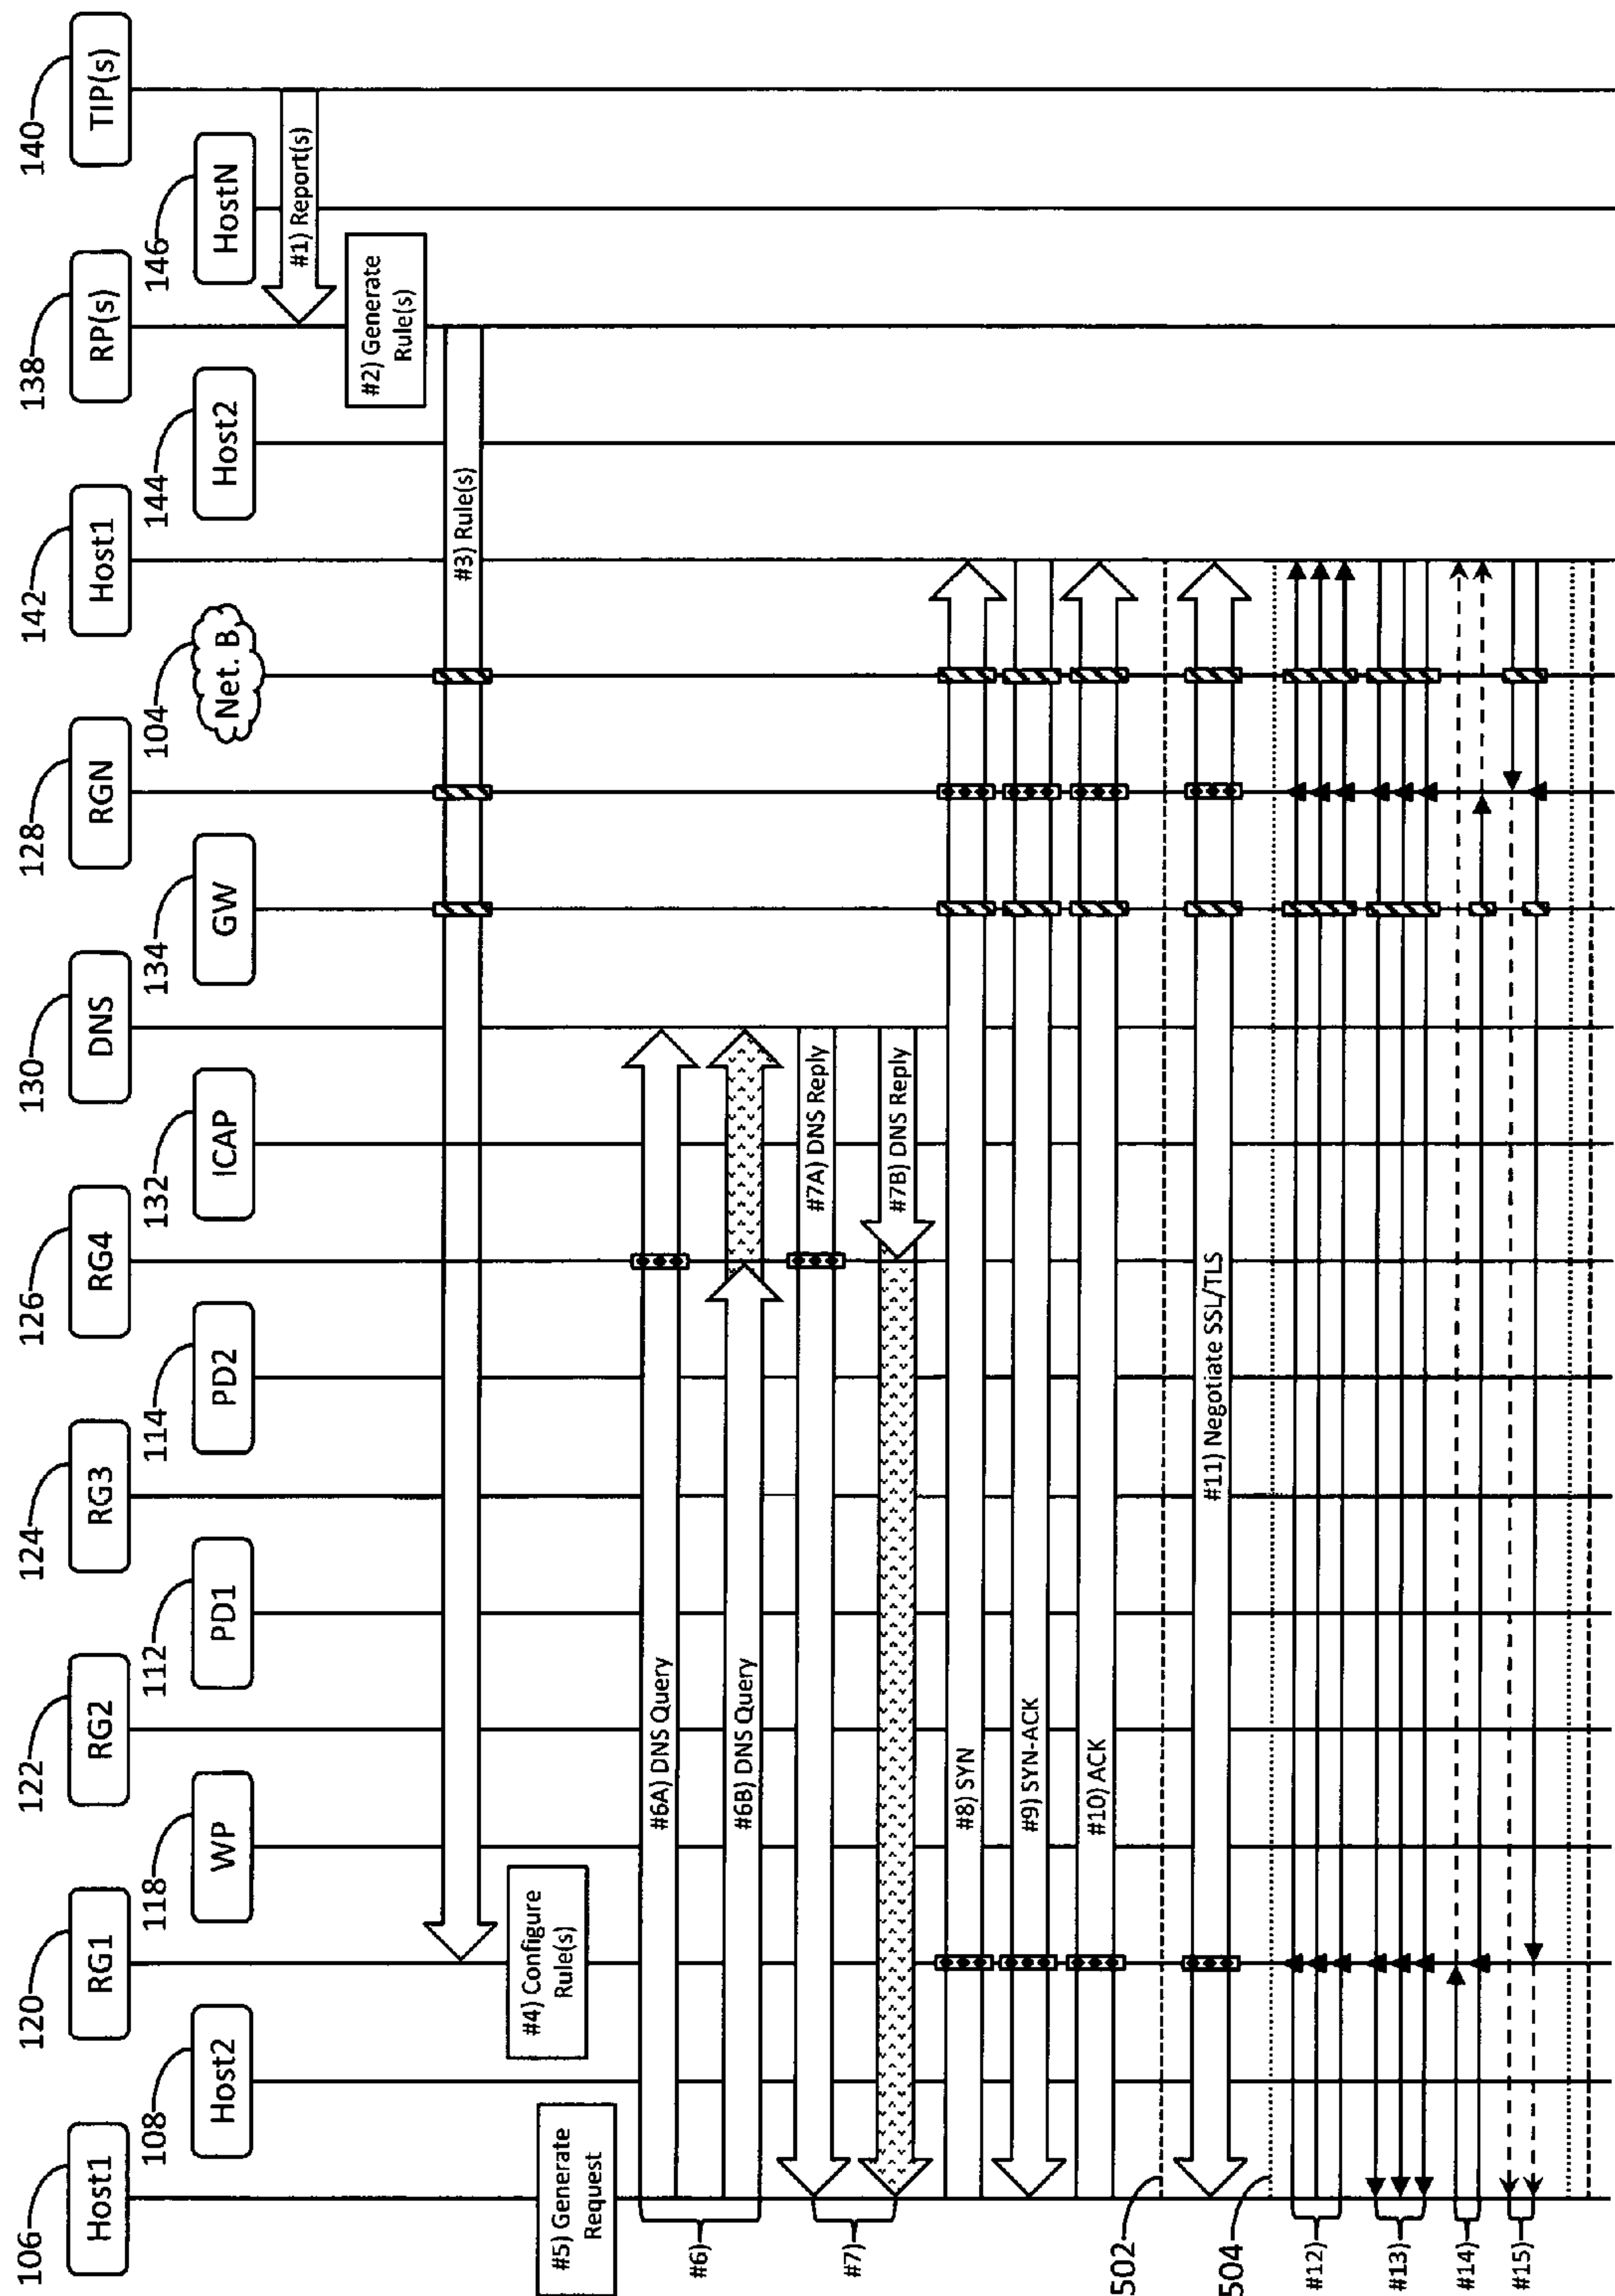 106
Host1
108
Host2
120
RG1
118
WP
122
RG2
112
PD1
124
RG3
114
PD2
126
RG4
132
ICAP
130
DNS
134
GW
128
RGN
104
Net. B
142
Host1
144
Host2
138
RP(s)
146
HostN
140
TIP(s)
#1) Report(s)
#2) Generate
Rule(s)
#3) Rule(s)
#4) Configure
Rule(s)
#5) Generate
Request
#6)
#6A) DNS Query
#6B) DNS Query
#7)
#7A) DNS Reply
#7B) DNS Reply
#8) SYN
#9) SYN-ACK
#10) ACK
502
#11) Negotiate SSL/TLS
504
#12)
#13)
#14)
#15)